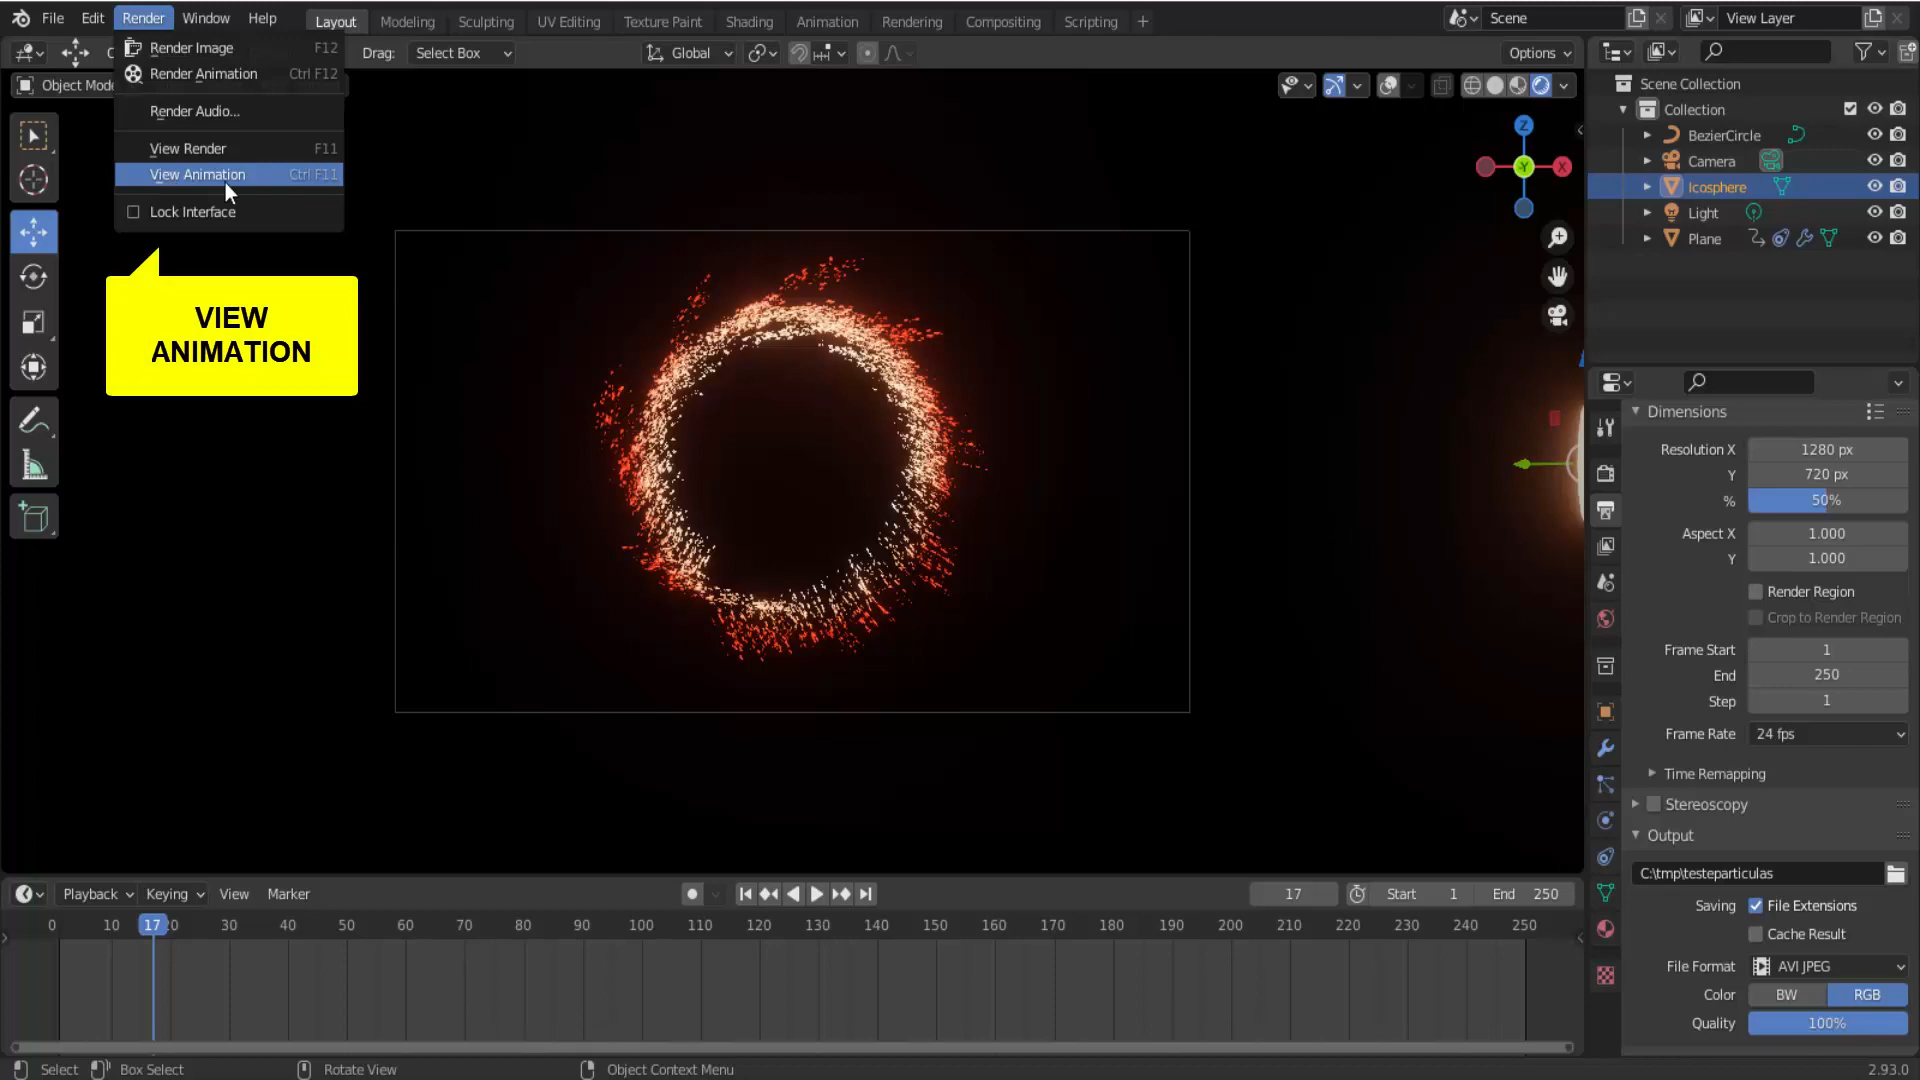 File Edit Render Window Help Layout Modeling Sculpting UV Editing Texture Paint Shading Animation Rendering Compositing Scripting + Scene View Layer
Render Image F12
Render Animation Ctrl F12
Render Audio...
View Render F11
View Animation Ctrl F11
Lock Interface
Drag: Select Box Global Options
Object Mode
VIEW
ANIMATION
Z
Y
X
Scene Collection
Collection
BezierCircle
Camera
Icosphere
Light
Plane
Dimensions
Resolution X 1280 px
Y 720 px
% 50%
Aspect X 1.000
Y 1.000
Render Region
Crop to Render Region
Frame Start 1
End 250
Step 1
Frame Rate 24 fps
Time Remapping
Stereoscopy
Output
C:\tmp\testeparticulas
Saving File Extensions
Cache Result
File Format AVI JPEG
Color BW RGB
Quality 100%
Playback Keying View Marker 17 Start 1 End 250
0 10 17 20 30 40 50 60 70 80 90 100 110 120 130 140 150 160 170 180 190 200 210 220 230 240 250
Select Box Select Rotate View Object Context Menu 2.93.0